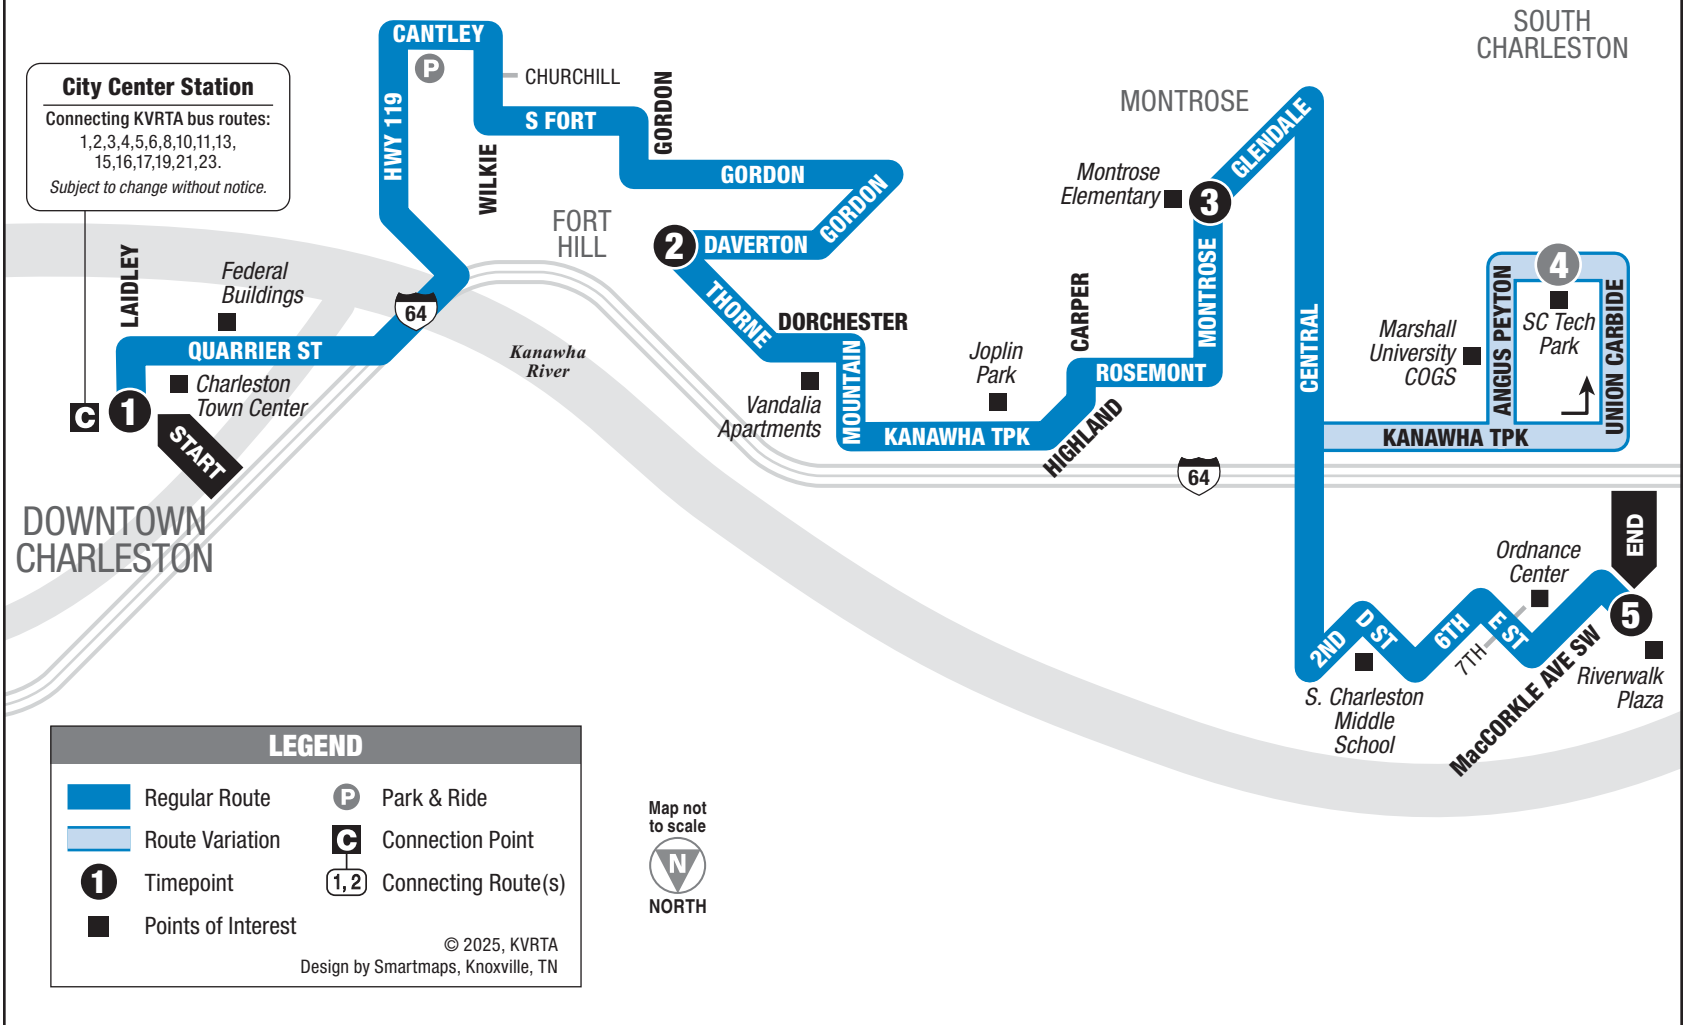 SOUTH
CHARLESTON
CANTLEY
P
CHURCHILL
City Center Station
Connecting KVRTA bus routes:
1,2,3,4,5,6,8,10,11,13,
15,16,17,19,21,23.
Subject to change without notice.
HWY 119
S FORT
GORDON
WILKIE
GORDON
GORDON
MONTROSE
GLENDALE
Montrose
Elementary
3
FORT
HILL
2
DAVERTON
THORNE
LAIDLEY
Federal
Buildings
64
QUARRIER ST
Kanawha
River
DORCHESTER
MOUNTAIN
Vandalia
Apartments
Joplin
Park
CARPER
ROSEMONT
MONTROSE
KANAWHA TPK
HIGHLAND
64
CENTRAL
Marshall
University
COGS
ANGUS PEYTON
4
SC Tech
Park
UNION CARBIDE
KANAWHA TPK
C
1
Charleston
Town Center
START
DOWNTOWN
CHARLESTON
END
Ordnance
Center
5
2ND
D ST
6TH
E ST
7TH
MacCORKLE AVE SW
Riverwalk
Plaza
S. Charleston
Middle
School
LEGEND
Regular Route
P Park & Ride
Route Variation
C Connection Point
1 Timepoint
1, 2 Connecting Route(s)
Points of Interest
© 2025, KVRTA
Design by Smartmaps, Knoxville, TN
Map not
to scale
N
NORTH